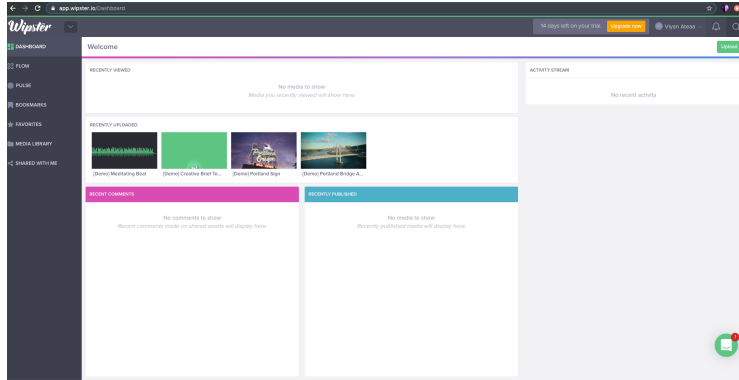 app.wipster.io/Dashboard
Wipster
14 days left on your trial
Upgrade now
Viyan Atosa
DASHBOARD
Welcome
Upload
FLOW
PULSE
BOOKMARKS
FAVORITES
MEDIA LIBRARY
SHARED WITH ME
RECENTLY VIEWED
No media to show
Media you recently viewed will show here.
ACTIVITY STREAM
No recent activity
RECENTLY UPLOADED
[Demo] Meditating Beat
[Demo] Creative Brief Te...
[Demo] Portland Sign
[Demo] Portland Bridge A...
RECENT COMMENTS
No comments to show
Recent comments made on shared assets will display here.
RECENTLY PUBLISHED
No media to show
Recently published media will display here.
1